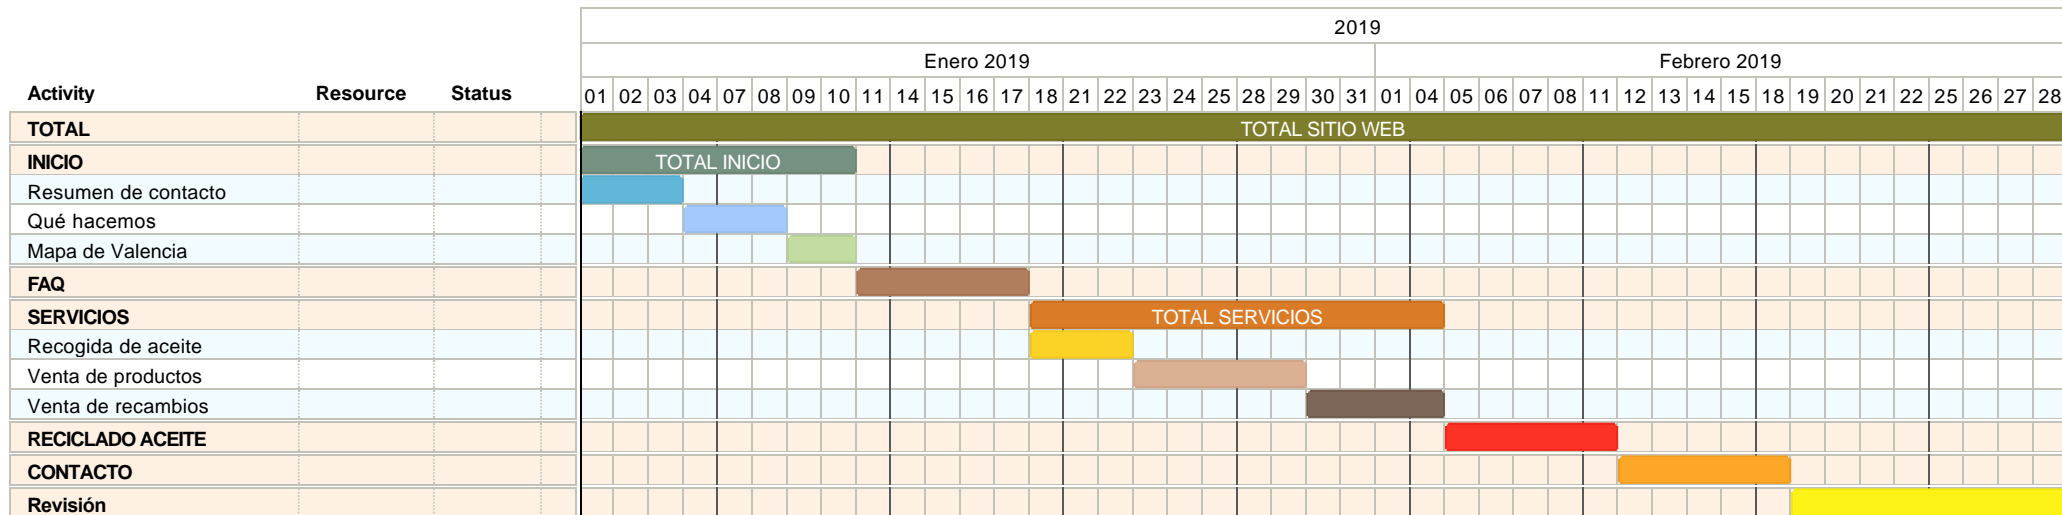 2019
Enero 2019 Febrero 2019
Activity Resource Status 01 02 03 04 07 08 09 10 11 14 15 16 17 18 21 22 23 24 25 28 29 30 31 01 04 05 06 07 08 11 12 13 14 15 18 19 20 21 22 25 26 27 28
TOTAL TOTAL SITIO WEB
INICIO TOTAL INICIO
Resumen de contacto
Qué hacemos
Mapa de Valencia
FAQ
SERVICIOS TOTAL SERVICIOS
Recogida de aceite
Venta de productos
Venta de recambios
RECICLADO ACEITE
CONTACTO
Revisión